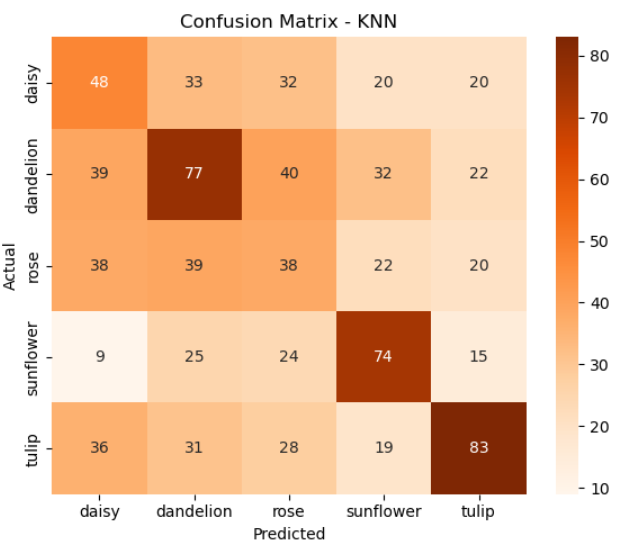 Confusion Matrix - KNN
Actual
daisy 48 33 32 20 20
dandelion 39 77 40 32 22
rose 38 39 38 22 20
sunflower 9 25 24 74 15
tulip 36 31 28 19 83
daisy dandelion rose sunflower tulip
Predicted
80
70
60
50
40
30
20
10